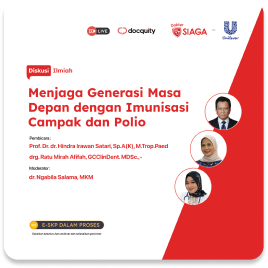 LIVE
docquity
Dokter
SIAGA
Unilever
Diskusi Ilmiah
Menjaga Generasi Masa
Depan dengan Imunisasi
Campak dan Polio
Pembicara:
Prof. Dr. dr. Hindra Irawan Satari, Sp.A(K), M.Trop.Paed
drg. Ratu Mirah Afifah, GCClinDent. MDSc.,-
Moderator:
dr. Ngabila Salama, MKM
E-SKP DALAM PROSES